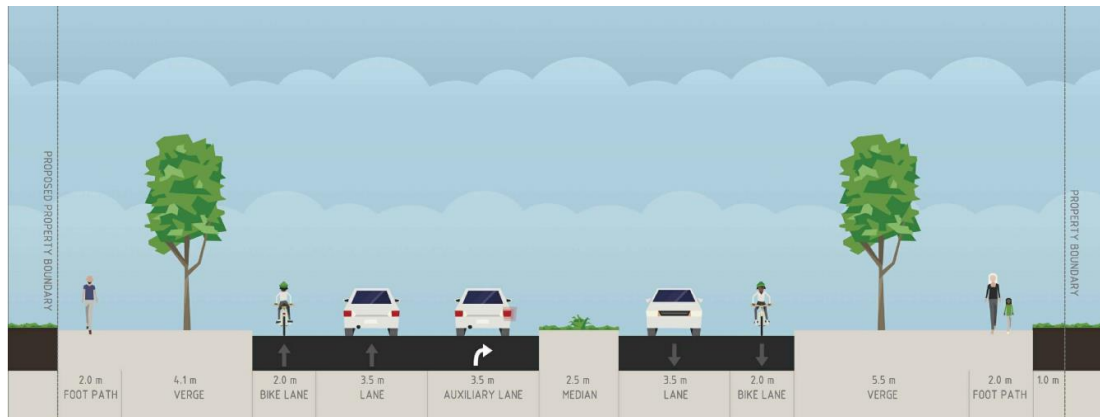 PROPOSED PROPERTY BOUNDARY
PROPERTY BOUNDARY
2.0 m
FOOT PATH
4.1 m
VERGE
2.0 m
BIKE LANE
3.5 m
LANE
3.5 m
AUXILIARY LANE
2.5 m
MEDIAN
3.5 m
LANE
2.0 m
BIKE LANE
5.5 m
VERGE
2.0 m
FOOT PATH
1.0 m